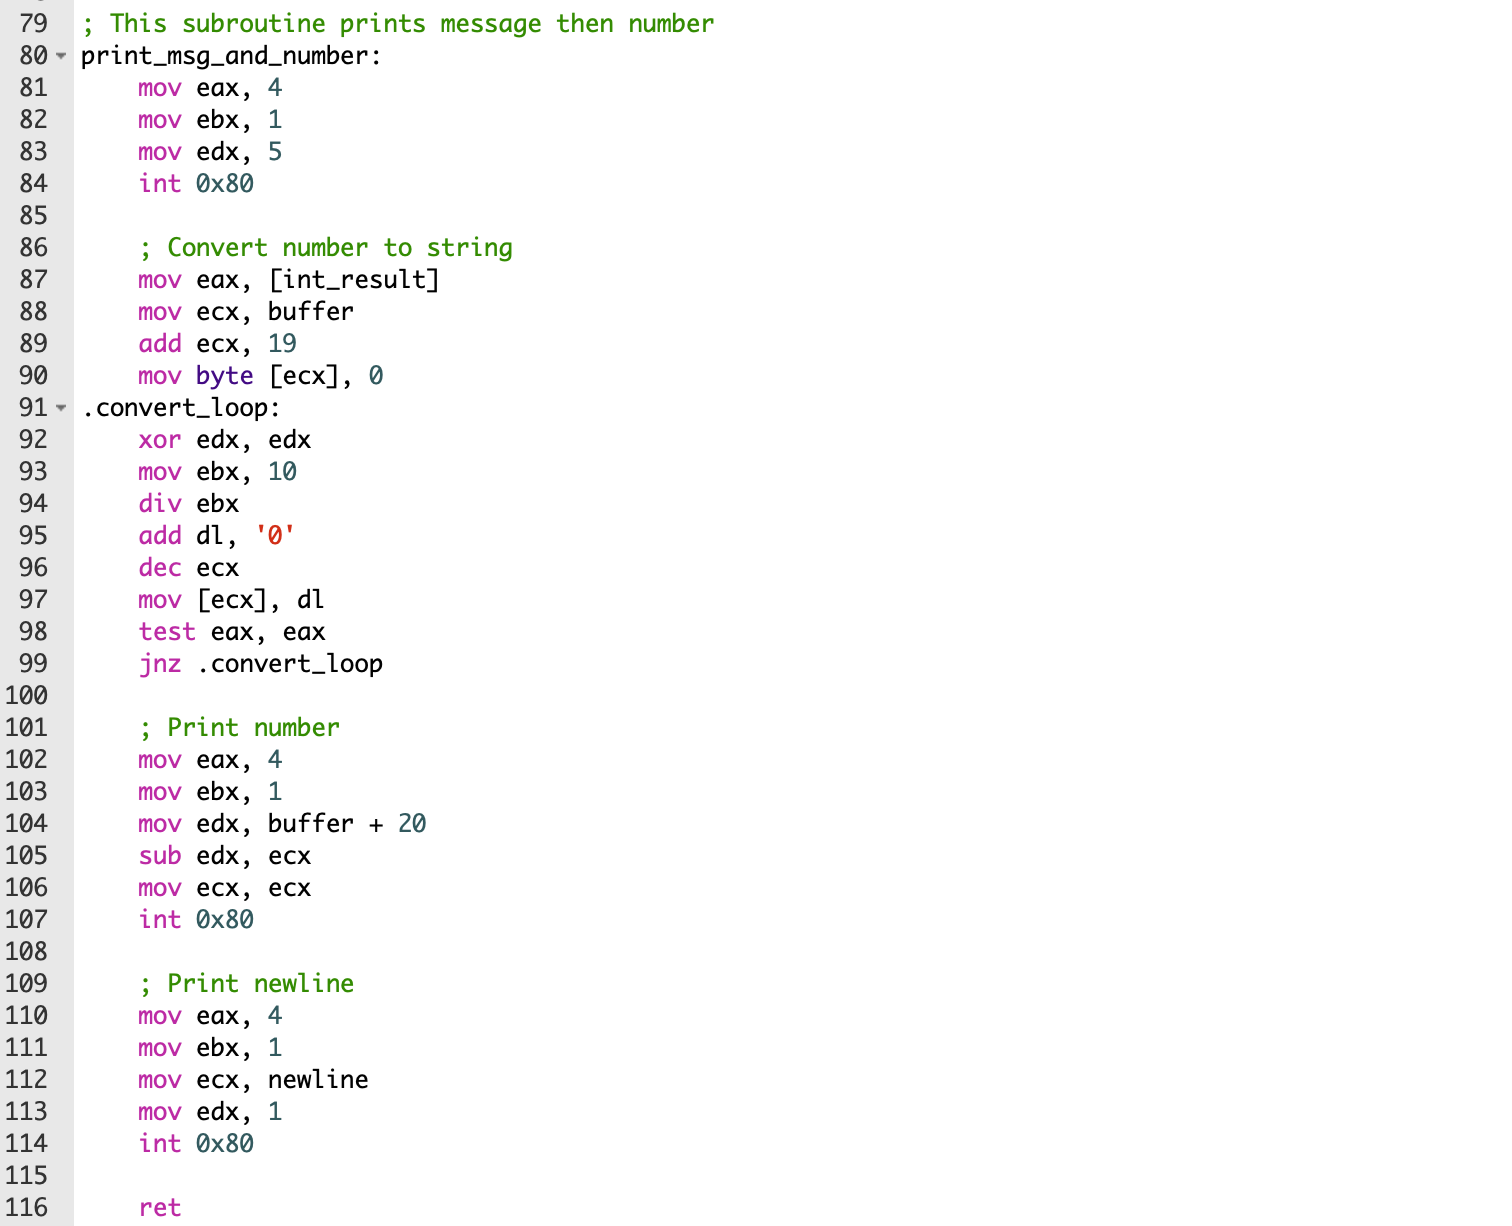 79 ; This subroutine prints message then number
80 print_msg_and_number:
81 mov eax, 4
82 mov ebx, 1
83 mov edx, 5
84 int 0x80
85
86 ; Convert number to string
87 mov eax, [int_result]
88 mov ecx, buffer
89 add ecx, 19
90 mov byte [ecx], 0
91 .convert_loop:
92 xor edx, edx
93 mov ebx, 10
94 div ebx
95 add dl, '0'
96 dec ecx
97 mov [ecx], dl
98 test eax, eax
99 jnz .convert_loop
100
101 ; Print number
102 mov eax, 4
103 mov ebx, 1
104 mov edx, buffer + 20
105 sub edx, ecx
106 mov ecx, ecx
107 int 0x80
108
109 ; Print newline
110 mov eax, 4
111 mov ebx, 1
112 mov ecx, newline
113 mov edx, 1
114 int 0x80
115
116 ret